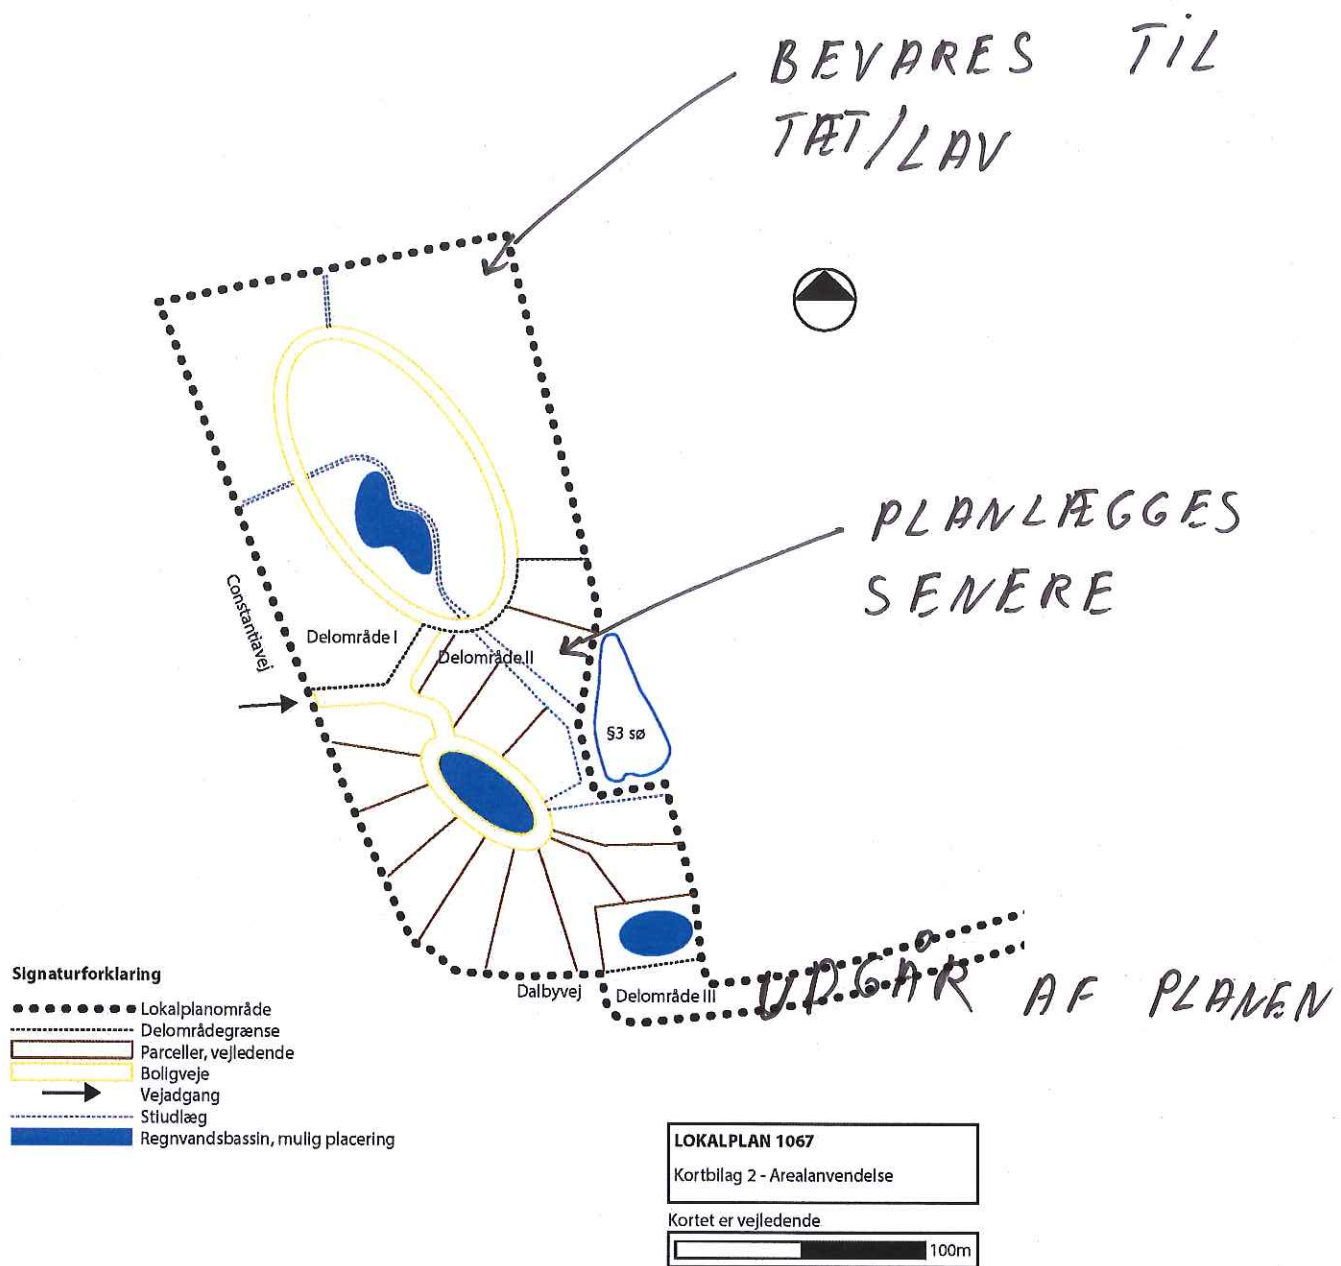 BEVARES TIL
TÆT/LAV
PLANLÆGGES
SENERE
Constantiavej
Delområde I
Delområde II
§3 sø
Dalbyvej
Delområde III
UDGÅR AF PLANEN
Signaturforklaring
Lokalplanområde
Delområdegrænse
Parceller, vejledende
Boligveje
Vejadgang
Stiudlæg
Regnvandsbassin, mulig placering
LOKALPLAN 1067
Kortbilag 2 - Arealanvendelse
Kortet er vejledende
100m